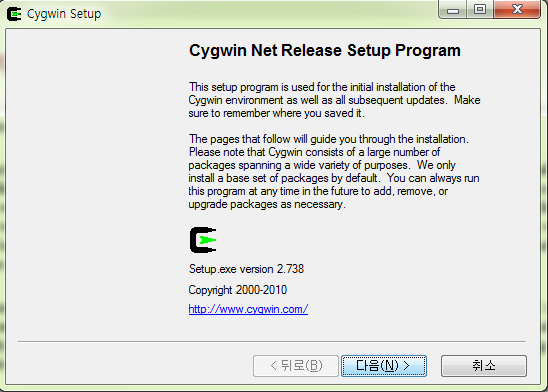 Cygwin Setup
Cygwin Net Release Setup Program
This setup program is used for the initial installation of the
Cygwin environment as well as all subsequent updates.  Make
sure to remember where you saved it.
The pages that follow will guide you through the installation.
Please note that Cygwin consists of a large number of
packages spanning a wide variety of purposes.  We only
install a base set of packages by default.  You can always run
this program at any time in the future to add, remove, or
upgrade packages as necessary.
Setup.exe version 2.738
Copyright 2000-2010
http://www.cygwin.com/
< 뒤로(B)
다음(N) >
취소